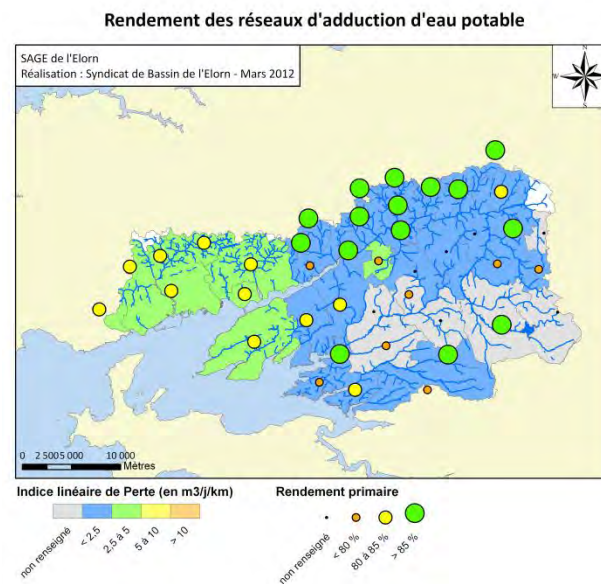 Rendement des réseaux d'adduction d'eau potable
SAGE de l'Elorn
Réalisation : Syndicat de Bassin de l'Elorn - Mars 2012
N
W
E
S
0 2 500 5 000 10 000
Mètres
Indice linéaire de Perte (en m3/j/km)
non renseigné
< 2,5
2,5 à 5
5 à 10
> 10
Rendement primaire
non renseigné
< 80 %
80 à 85%
> 85 %